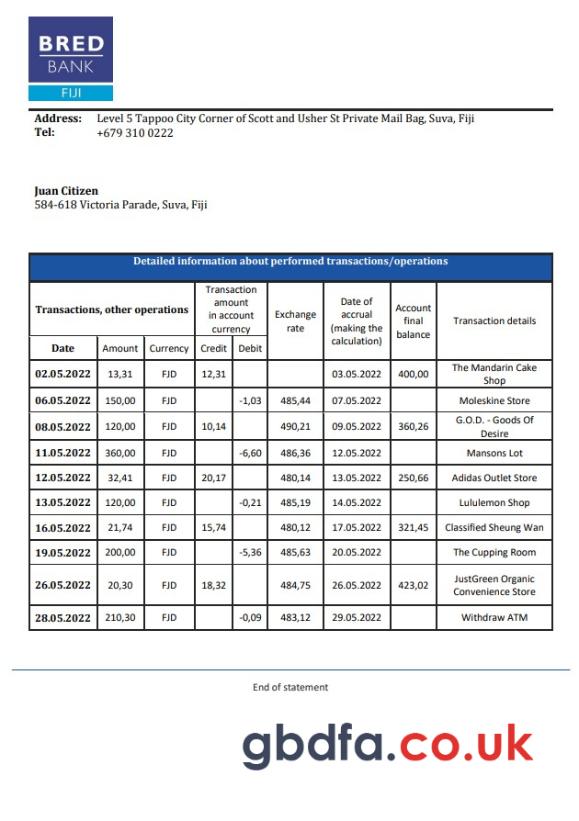 BRED
BANK
FIJI
Address: Level 5 Tappoo City Corner of Scott and Usher St Private Mail Bag, Suva, Fiji
Tel: +679 310 0222
Juan Citizen
584-618 Victoria Parade, Suva, Fiji
Detailed information about performed transactions/operations
Transactions, other operations
Transaction
amount
in account
currency
Exchange
rate
Date of
accrual
(making the
calculation)
Account
final
balance
Transaction details
Date Amount Currency Credit Debit
02.05.2022 13,31 FJD 12,31 03.05.2022 400,00 The Mandarin Cake
Shop
06.05.2022 150,00 FJD -1,03 485,44 07.05.2022 Moleskine Store
08.05.2022 120,00 FJD 10,14 490,21 09.05.2022 360,26 G.O.D. - Goods Of
Desire
11.05.2022 360,00 FJD -6,60 486,36 12.05.2022 Mansons Lot
12.05.2022 32,41 FJD 20,17 480,14 13.05.2022 250,66 Adidas Outlet Store
13.05.2022 120,00 FJD -0,21 485,19 14.05.2022 Lululemon Shop
16.05.2022 21,74 FJD 15,74 480,12 17.05.2022 321,45 Classified Sheung Wan
19.05.2022 200,00 FJD -5,36 485,63 20.05.2022 The Cupping Room
26.05.2022 20,30 FJD 18,32 484,75 26.05.2022 423,02 JustGreen Organic
Convenience Store
28.05.2022 210,30 FJD -0,09 483,12 29.05.2022 Withdraw ATM
End of statement
gbdfa.co.uk